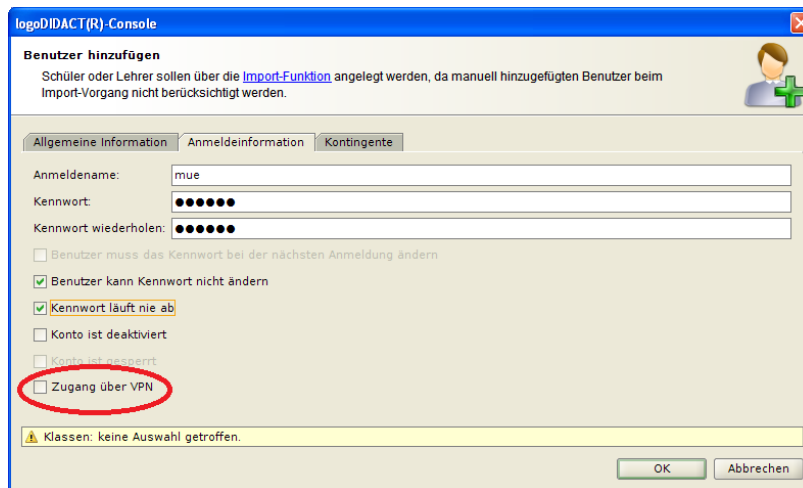 logoDIDACT(R)-Console
Benutzer hinzufügen
Schüler oder Lehrer sollen über die Import-Funktion angelegt werden, da manuell hinzugefügten Benutzer beim
Import-Vorgang nicht berücksichtigt werden.
Allgemeine Information Anmeldeinformation Kontingente
Anmeldename: mue
Kennwort: ●●●●●●
Kennwort wiederholen: ●●●●●●
Benutzer muss das Kennwort bei der nächsten Anmeldung ändern
Benutzer kann Kennwort nicht ändern
Kennwort läuft nie ab
Konto ist deaktiviert
Konto ist gesperrt
Zugang über VPN
Klassen: keine Auswahl getroffen.
OK Abbrechen